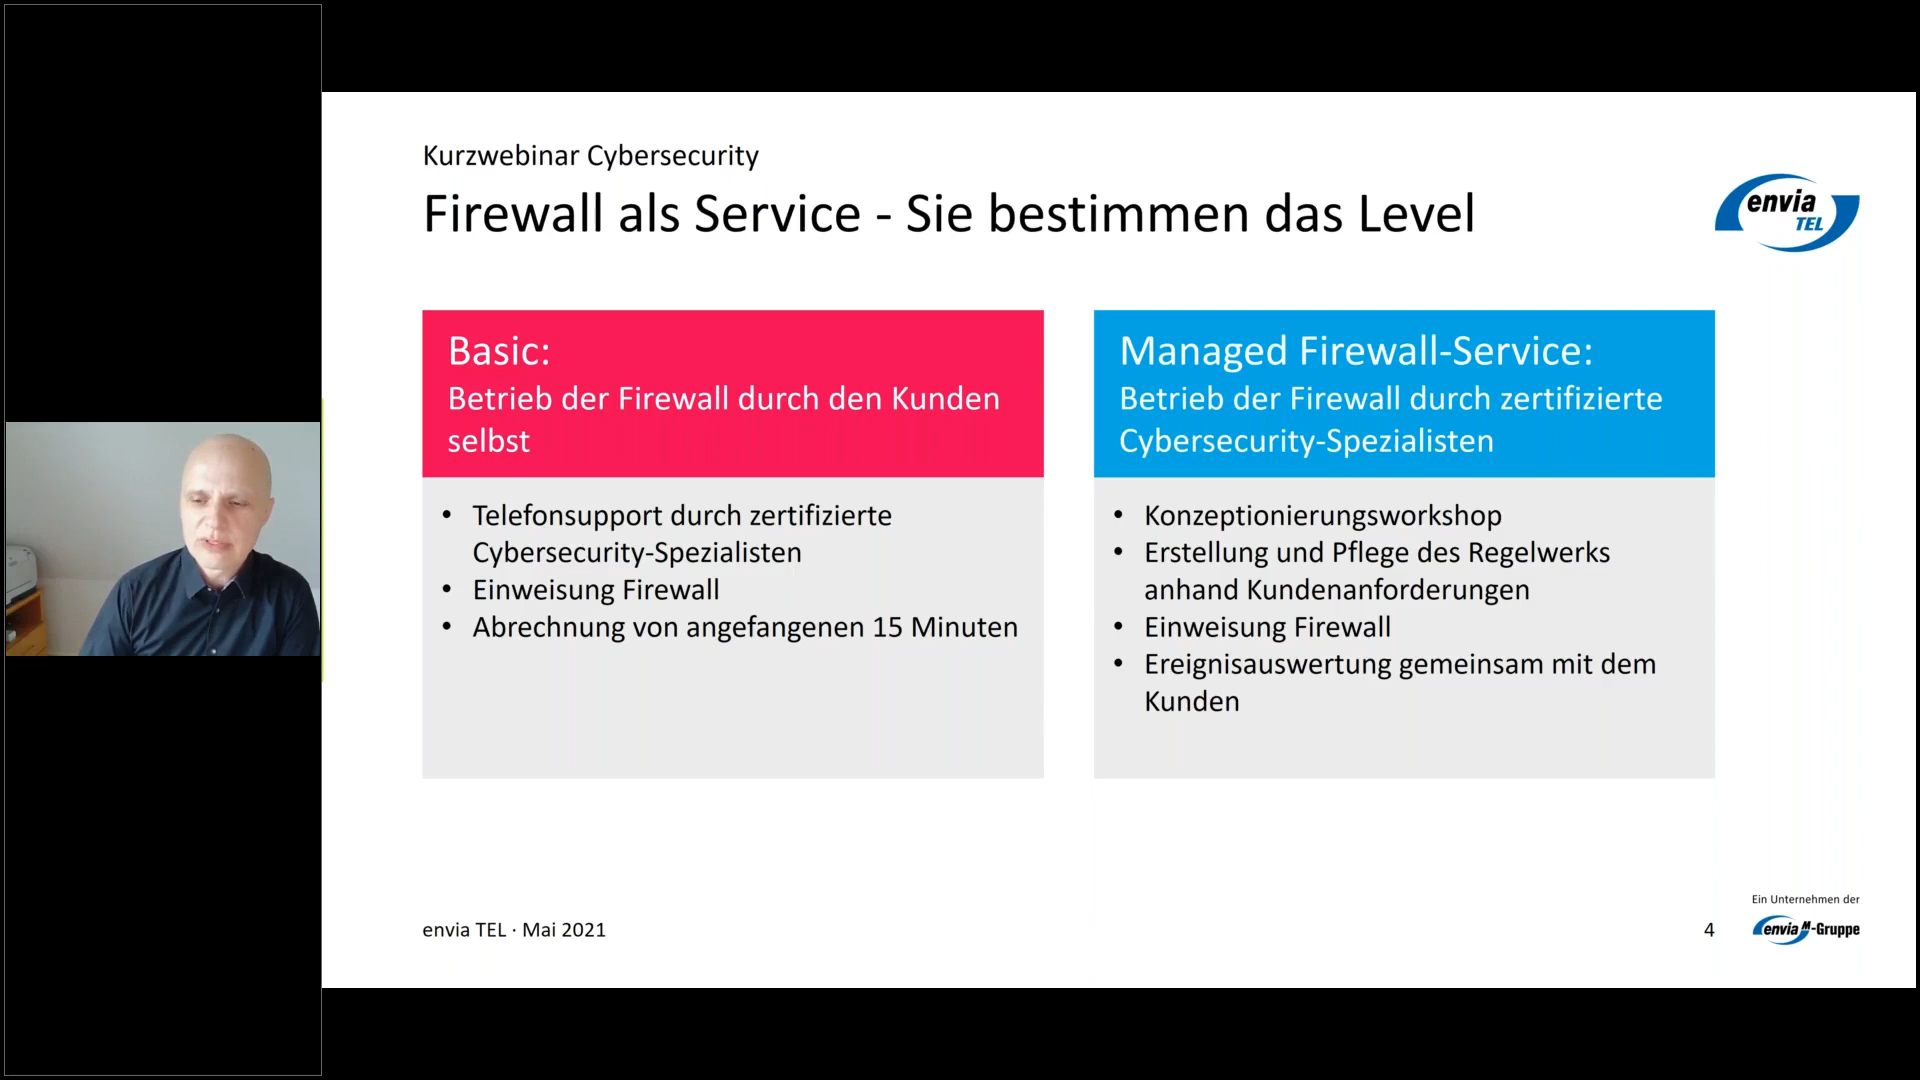 Kurzwebinar Cybersecurity
Firewall als Service - Sie bestimmen das Level
envia
TEL
Basic:
Betrieb der Firewall durch den Kunden
selbst
• Telefonsupport durch zertifizierte
Cybersecurity-Spezialisten
• Einweisung Firewall
• Abrechnung von angefangenen 15 Minuten
Managed Firewall-Service:
Betrieb der Firewall durch zertifizierte
Cybersecurity-Spezialisten
• Konzeptionierungsworkshop
• Erstellung und Pflege des Regelwerks
anhand Kundenanforderungen
• Einweisung Firewall
• Ereignisauswertung gemeinsam mit dem
Kunden
envia TEL · Mai 2021
4
Ein Unternehmen der
envia M-Gruppe